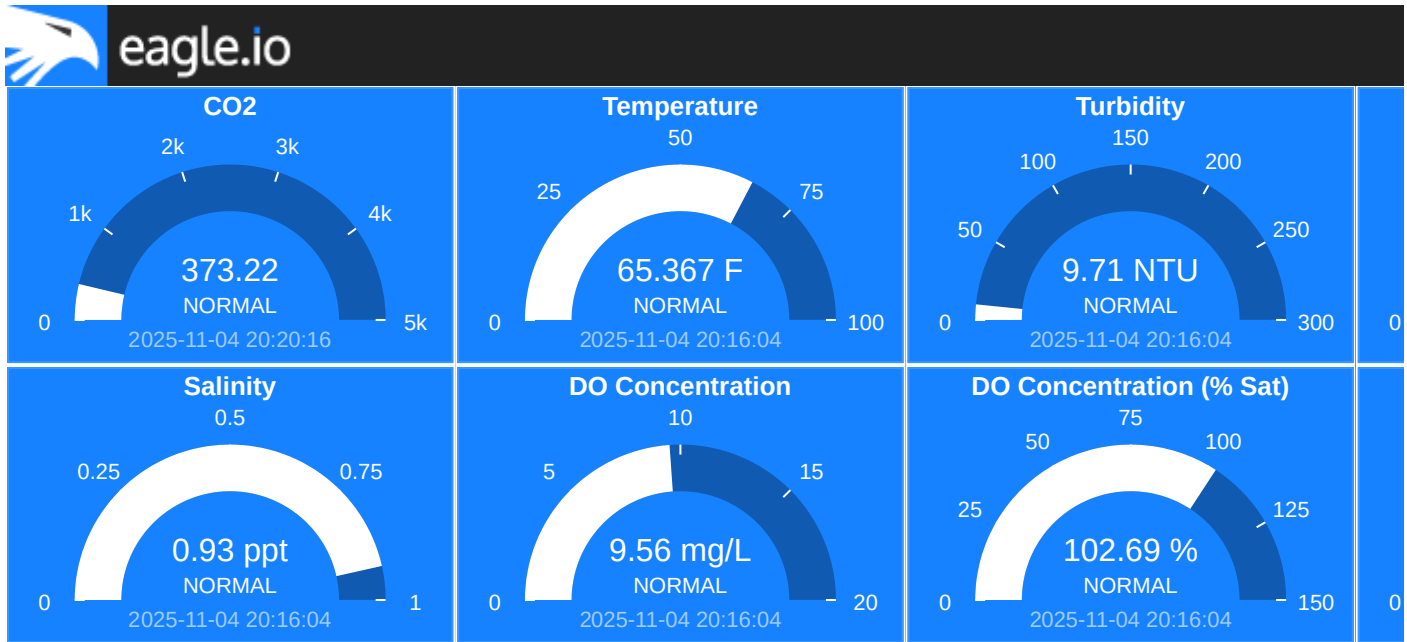 eagle.io
CO2
2k 3k
1k 4k
373.22
NORMAL
0 5k
2025-11-04 20:20:16
Temperature
50
25 75
65.367 F
NORMAL
0 100
2025-11-04 20:16:04
Turbidity
150
100 200
50 250
9.71 NTU
NORMAL
0 300
2025-11-04 20:16:04
0
Salinity
0.5
0.25 0.75
0.93 ppt
NORMAL
0 1
2025-11-04 20:16:04
DO Concentration
10
5 15
9.56 mg/L
NORMAL
0 20
2025-11-04 20:16:04
DO Concentration (% Sat)
75
50 100
25 125
102.69 %
NORMAL
0 150
2025-11-04 20:16:04
0